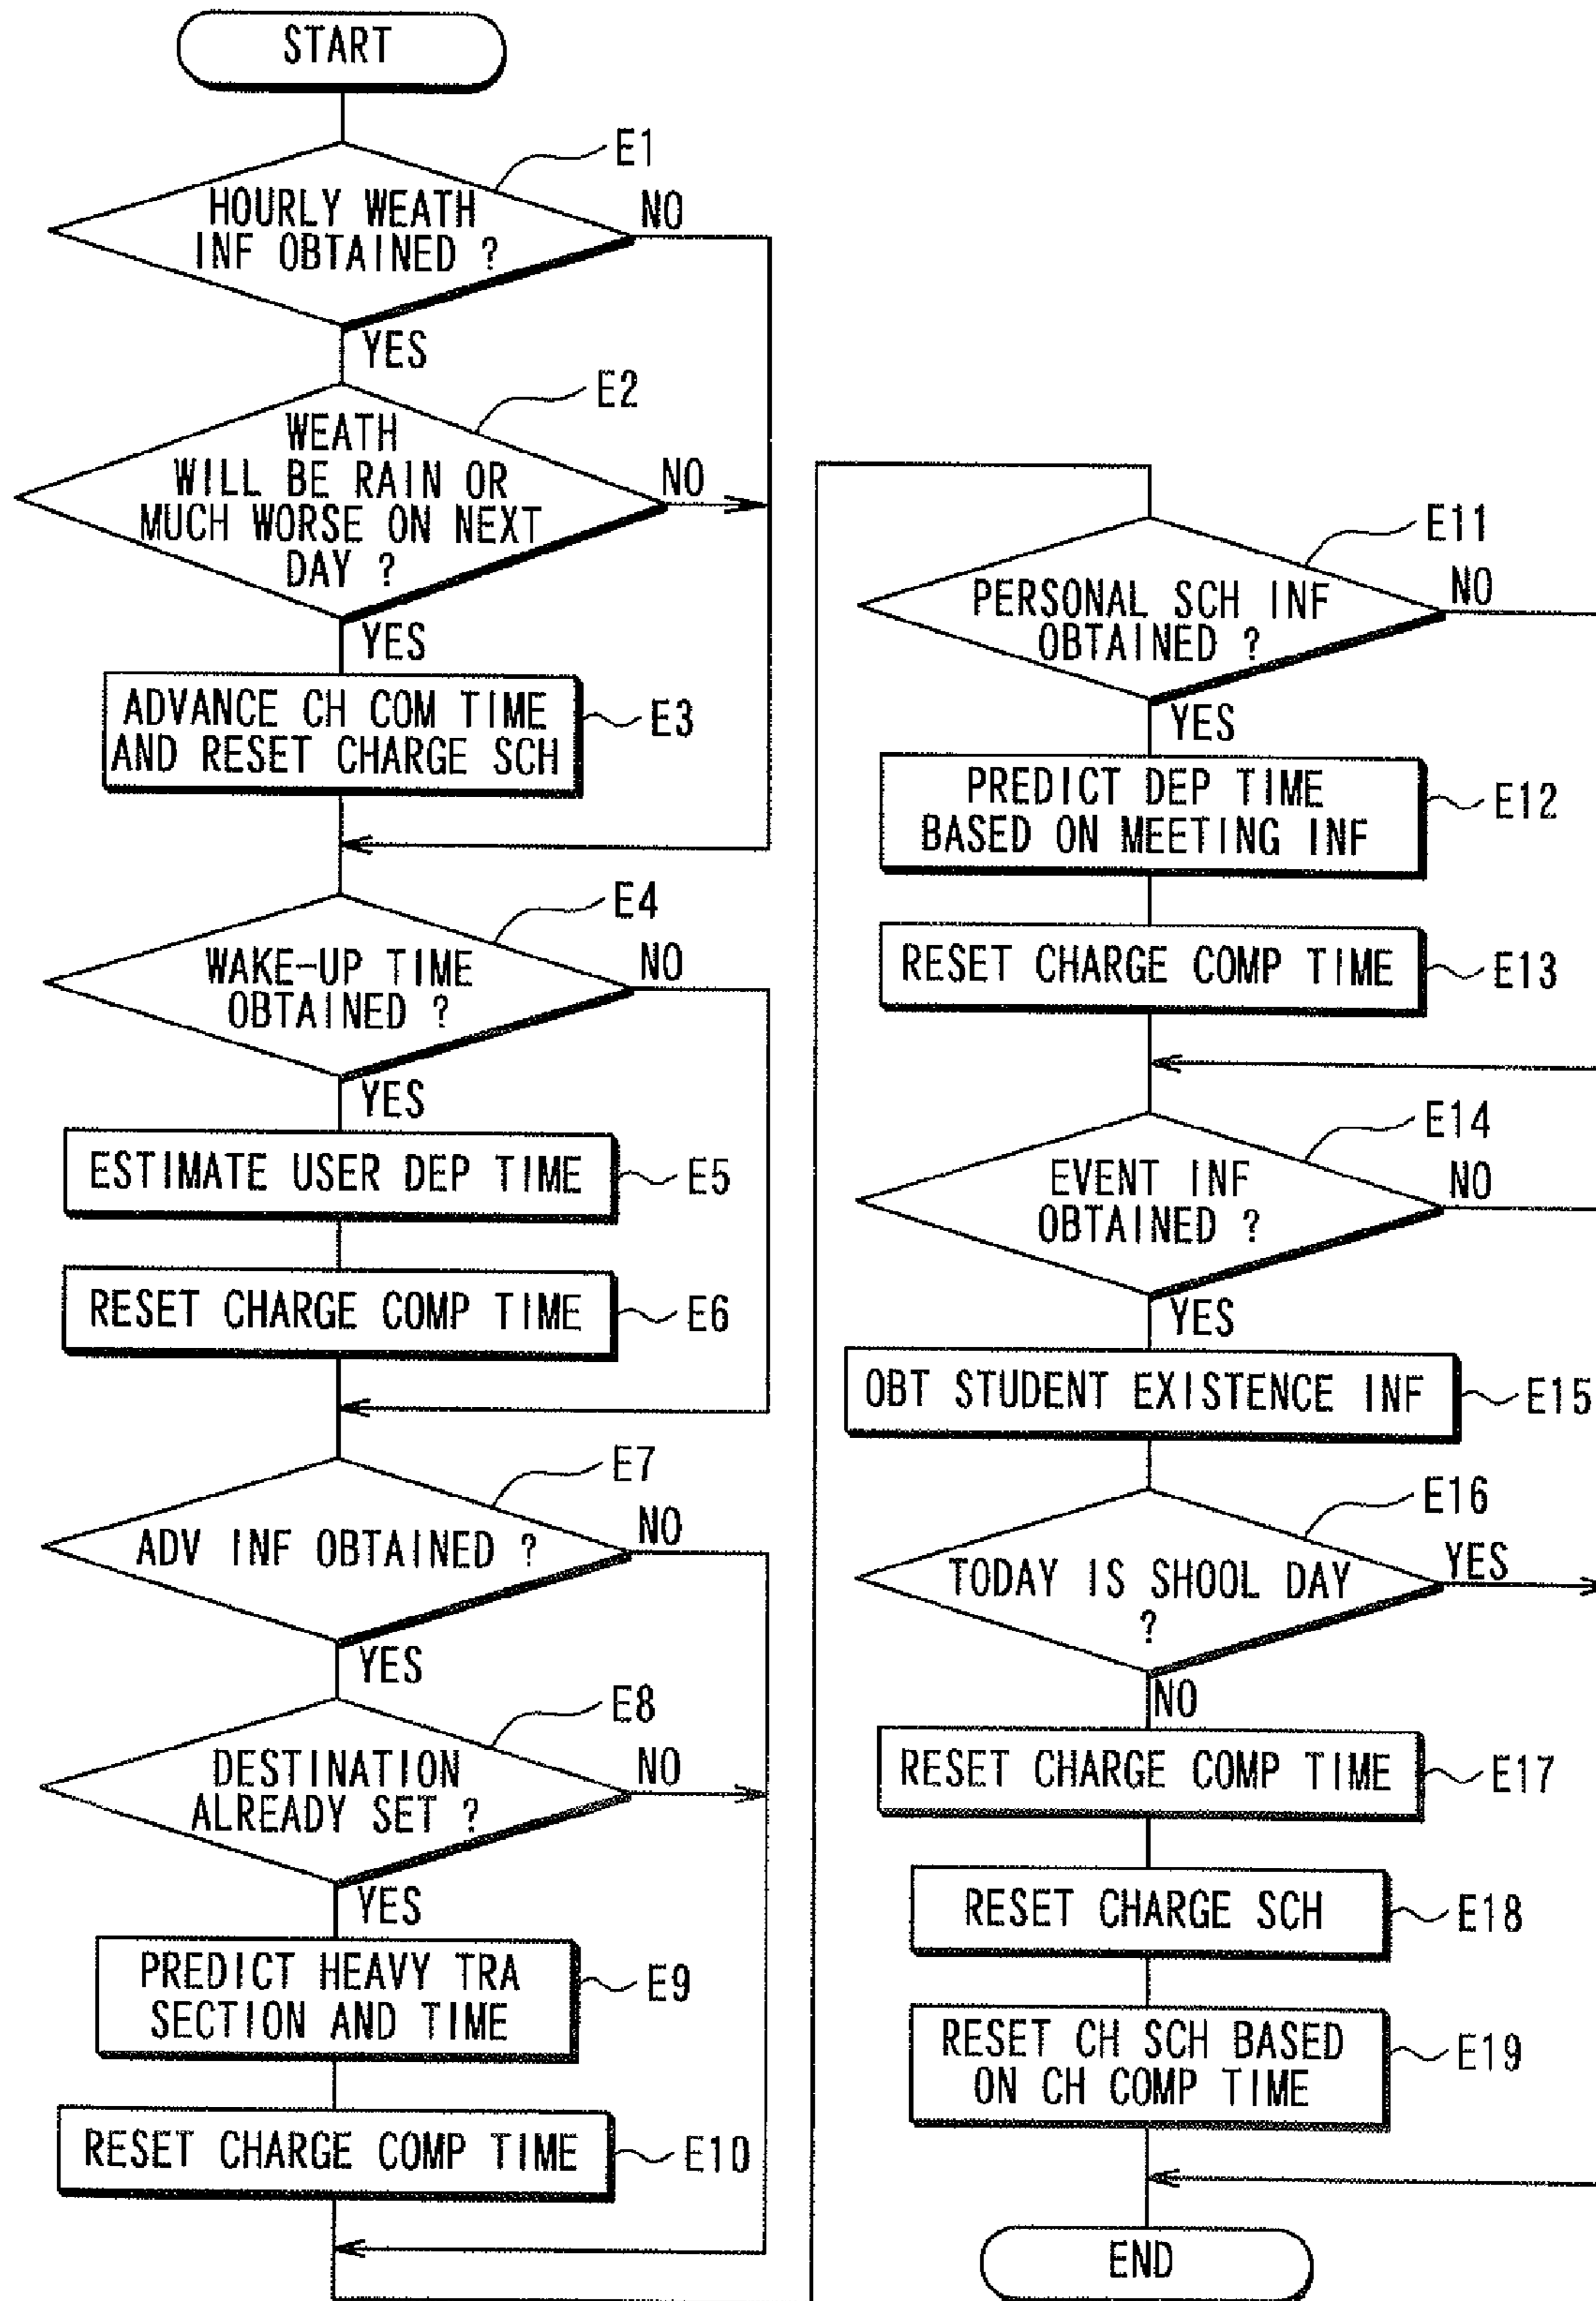 START
E1
HOURLY WEATH
INF OBTAINED ?
NO
YES
E2
WEATH
WILL BE RAIN OR
MUCH WORSE ON NEXT
DAY ?
NO
YES
ADVANCE CH COM TIME
AND RESET CHARGE SCH
E3
E4
WAKE-UP TIME
OBTAINED ?
NO
YES
ESTIMATE USER DEP TIME
E5
RESET CHARGE COMP TIME
E6
E7
ADV INF OBTAINED ?
NO
YES
E8
DESTINATION
ALREADY SET ?
NO
YES
PREDICT HEAVY TRA
SECTION AND TIME
E9
RESET CHARGE COMP TIME
E10
E11
PERSONAL SCH INF
OBTAINED ?
NO
YES
PREDICT DEP TIME
BASED ON MEETING INF
E12
RESET CHARGE COMP TIME
E13
E14
EVENT INF
OBTAINED ?
NO
YES
OBT STUDENT EXISTENCE INF
E15
E16
TODAY IS SHOOL DAY
?
YES
NO
RESET CHARGE COMP TIME
E17
RESET CHARGE SCH
E18
RESET CH SCH BASED
ON CH COMP TIME
E19
END